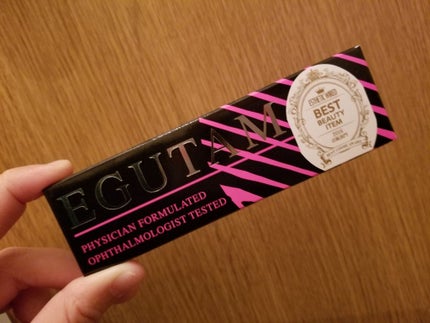 EGUTAM
PHYSICIAN FORMULATED
OPHTHALMOLOGIST TESTED
BEST
BEAUTY
ITEM